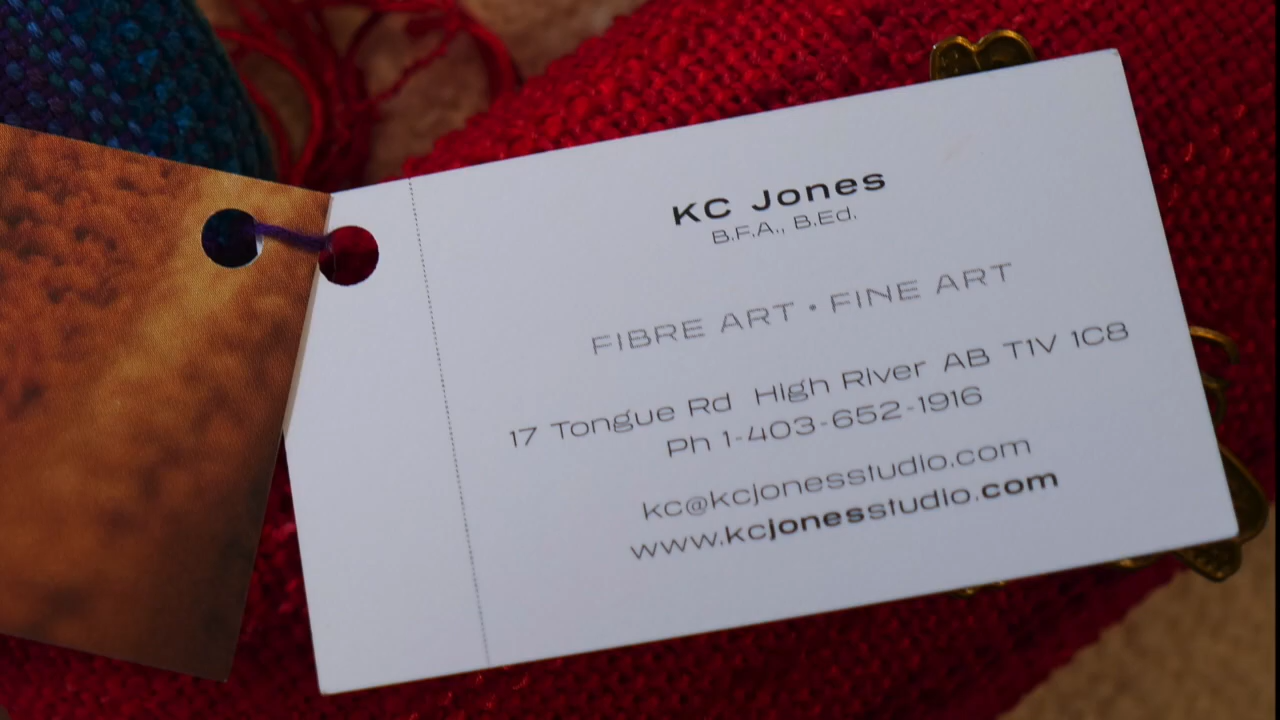 KC Jones
B.F.A., B.Ed.
FIBRE ART • FINE ART
17 Tongue Rd High River AB T1V 1C8
Ph 1-403-652-1916
kc@kcjonesstudio.com
www.kcjonesstudio.com